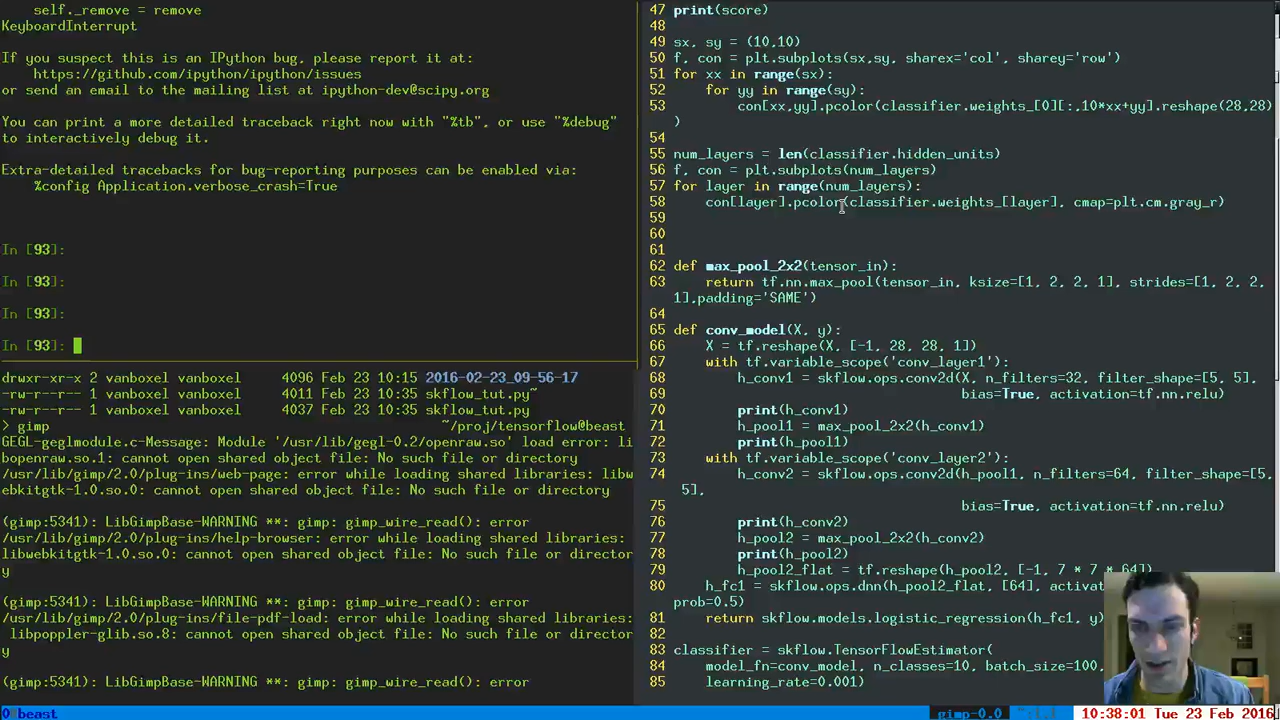 self._remove = remove
KeyboardInterrupt
If you suspect this is an IPython bug, please report it at:
https://github.com/ipython/ipython/issues
or send an email to the mailing list at ipython-dev@scipy.org
You can print a more detailed traceback right now with "%tb", or use "%debug"
to interactively debug it.
Extra-detailed tracebacks for bug-reporting purposes can be enabled via:
%config Application.verbose_crash=True
In [93]:
In [93]:
In [93]:
In [93]:
drwxr-xr-x 2 vanboxel vanboxel 4096 Feb 23 10:15 2016-02-23_09-56-17
-rw-r--r-- 1 vanboxel vanboxel 4011 Feb 23 10:35 skflow_tut.py~
-rw-r--r-- 1 vanboxel vanboxel 4037 Feb 23 10:35 skflow_tut.py
> gimp ~/proj/tensorflow@beast
GEGL-geglmodule.c-Message: Module '/usr/lib/gegl-0.2/openraw.so' load error: li
bopenraw.so.1: cannot open shared object file: No such file or directory
/usr/lib/gimp/2.0/plug-ins/web-page: error while loading shared libraries: libw
ebkitgtk-1.0.so.0: cannot open shared object file: No such file or directory
(gimp:5341): LibGimpBase-WARNING **: gimp: gimp_wire_read(): error
/usr/lib/gimp/2.0/plug-ins/help-browser: error while loading shared libraries:
libwebkitgtk-1.0.so.0: cannot open shared object file: No such file or director
y
(gimp:5341): LibGimpBase-WARNING **: gimp: gimp_wire_read(): error
/usr/lib/gimp/2.0/plug-ins/file-pdf-load: error while loading shared libraries:
libpoppler-glib.so.8: cannot open shared object file: No such file or director
y
(gimp:5341): LibGimpBase-WARNING **: gimp: gimp_wire_read(): error
47 print(score)
48
49 sx, sy = (10,10)
50 f, con = plt.subplots(sx,sy, sharex='col', sharey='row')
51 for xx in range(sx):
52 for yy in range(sy):
53 con[xx,yy].pcolor(classifier.weights_[0][:,10*xx+yy].reshape(28,28)
)
54
55 num_layers = len(classifier.hidden_units)
56 f, con = plt.subplots(num_layers)
57 for layer in range(num_layers):
58 con[layer].pcolor(classifier.weights_[layer], cmap=plt.cm.gray_r)
59
60
61
62 def max_pool_2x2(tensor_in):
63 return tf.nn.max_pool(tensor_in, ksize=[1, 2, 2, 1], strides=[1, 2, 2,
1],padding='SAME')
64
65 def conv_model(X, y):
66 X = tf.reshape(X, [-1, 28, 28, 1])
67 with tf.variable_scope('conv_layer1'):
68 h_conv1 = skflow.ops.conv2d(X, n_filters=32, filter_shape=[5, 5],
69 bias=True, activation=tf.nn.relu)
70 print(h_conv1)
71 h_pool1 = max_pool_2x2(h_conv1)
72 print(h_pool1)
73 with tf.variable_scope('conv_layer2'):
74 h_conv2 = skflow.ops.conv2d(h_pool1, n_filters=64, filter_shape=[5,
5],
75 bias=True, activation=tf.nn.relu)
76 print(h_conv2)
77 h_pool2 = max_pool_2x2(h_conv2)
78 print(h_pool2)
79 h_pool2_flat = tf.reshape(h_pool2, [-1, 7 * 7 * 64])
80 h_fc1 = skflow.ops.dnn(h_pool2_flat, [64],
prob=0.5)
81 return skflow.models.logistic_regression(h_fc1, y)
82
83 classifier = skflow.TensorFlowEstimator(
84 model_fn=conv_model, n_classes=10, batch_size=100,
85 learning_rate=0.001)
beast gimp-0.0 10:38:01 Tue 23 Feb 2016